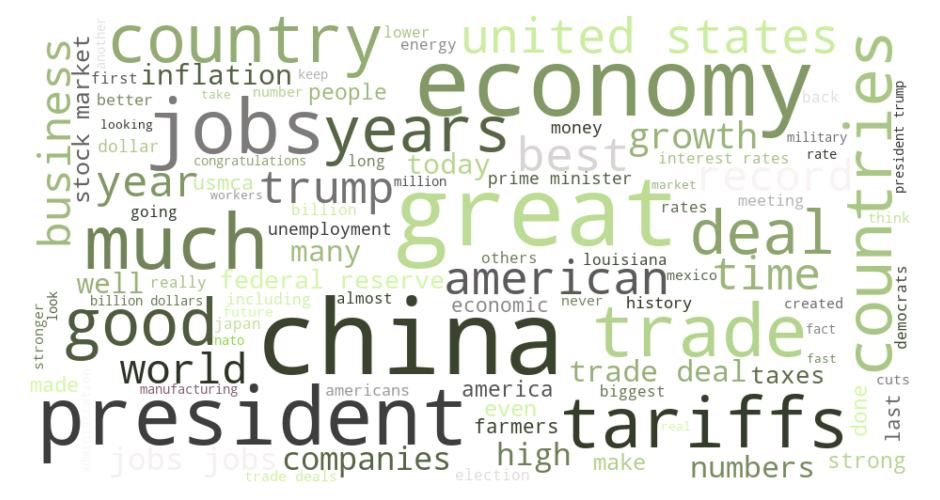 another
country
lower
energy
united states
business
stock market
first
inflation
keep
economy
countries
better
take
number
people
back
looking
jobs
years
money
growth
military
president trump
dollar
congratulations
long
today
best
interest rates
rate
year
usmca
workers
trump
million
prime minister
market
record
going
billion
great
rates
meeting
think
much
unemployment
many
others
louisiana
deal
well
really
federal reserve
american
mexico
time
stronger
look
billion dollars
including
almost
economic
never
history
created
democrats
good
future
japan
nato
china
trade
fact
fast
world
made
manufacturing
americans
america
trade deal
taxes
biggest
cuts
president
even
farmers
tariffs
real
done
last
jobs jobs
companies
high
make
numbers
strong
trade deals
election